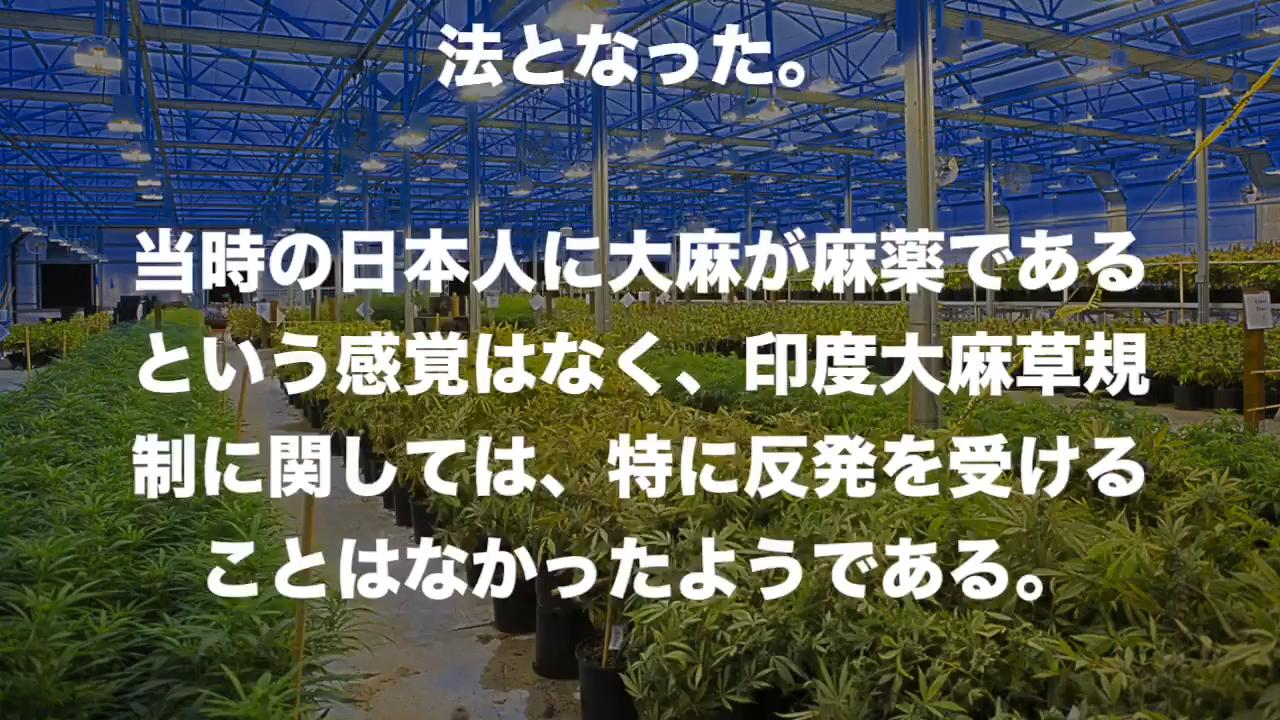 法となった。
当時の日本人に大麻が麻薬である
という感覚はなく、印度大麻草規
制に関しては、特に反発を受ける
ことはなかったようである。